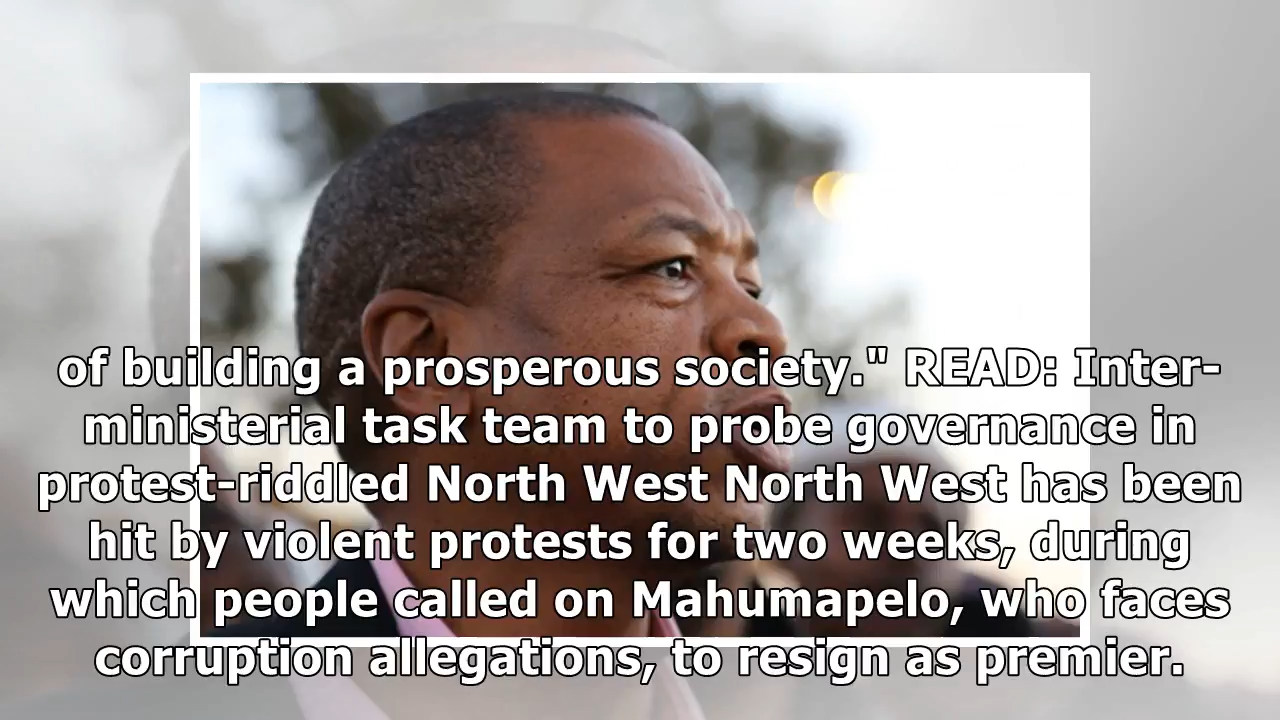 of building a prosperous society." READ: Inter-
ministerial task team to probe governance in
protest-riddled North West North West has been
hit by violent protests for two weeks, during
which people called on Mahumapelo, who faces
corruption allegations, to resign as premier.